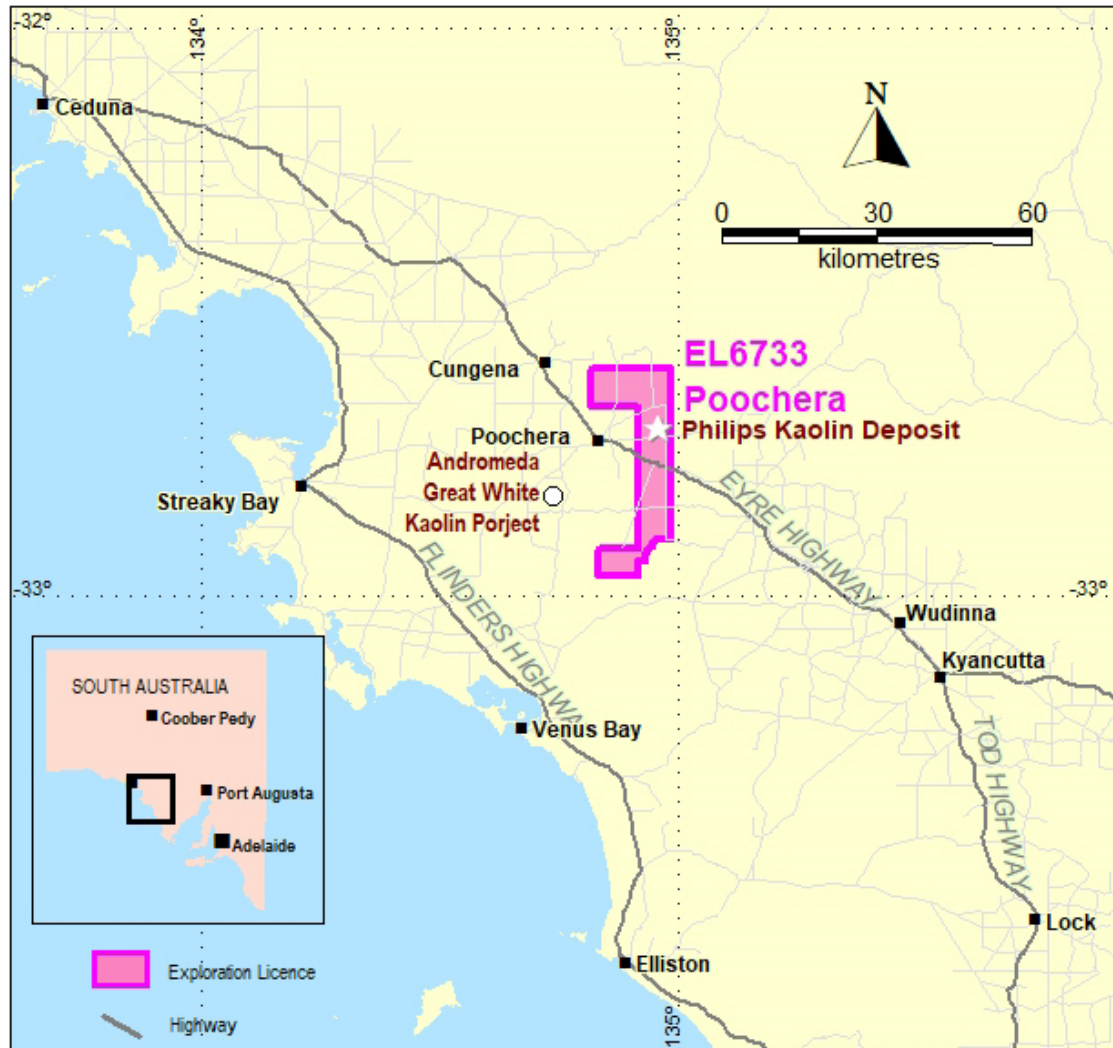 -32°
134°
135°
Ceduna
N
0 30 60
kilometres
EL6733
Poochera
Cungena
Philips Kaolin Deposit
Poochera
Andromeda
Great White
Kaolin Porject
Streaky Bay
EYRE HIGHWAY
FLINDERS HIGHWAY
-33°
-33°
Wudinna
Kyancutta
Venus Bay
TOD HIGHWAY
SOUTH AUSTRALIA
Coober Pedy
Port Augusta
Adelaide
Lock
Elliston
Exploration Licence
Highway
134°
135°